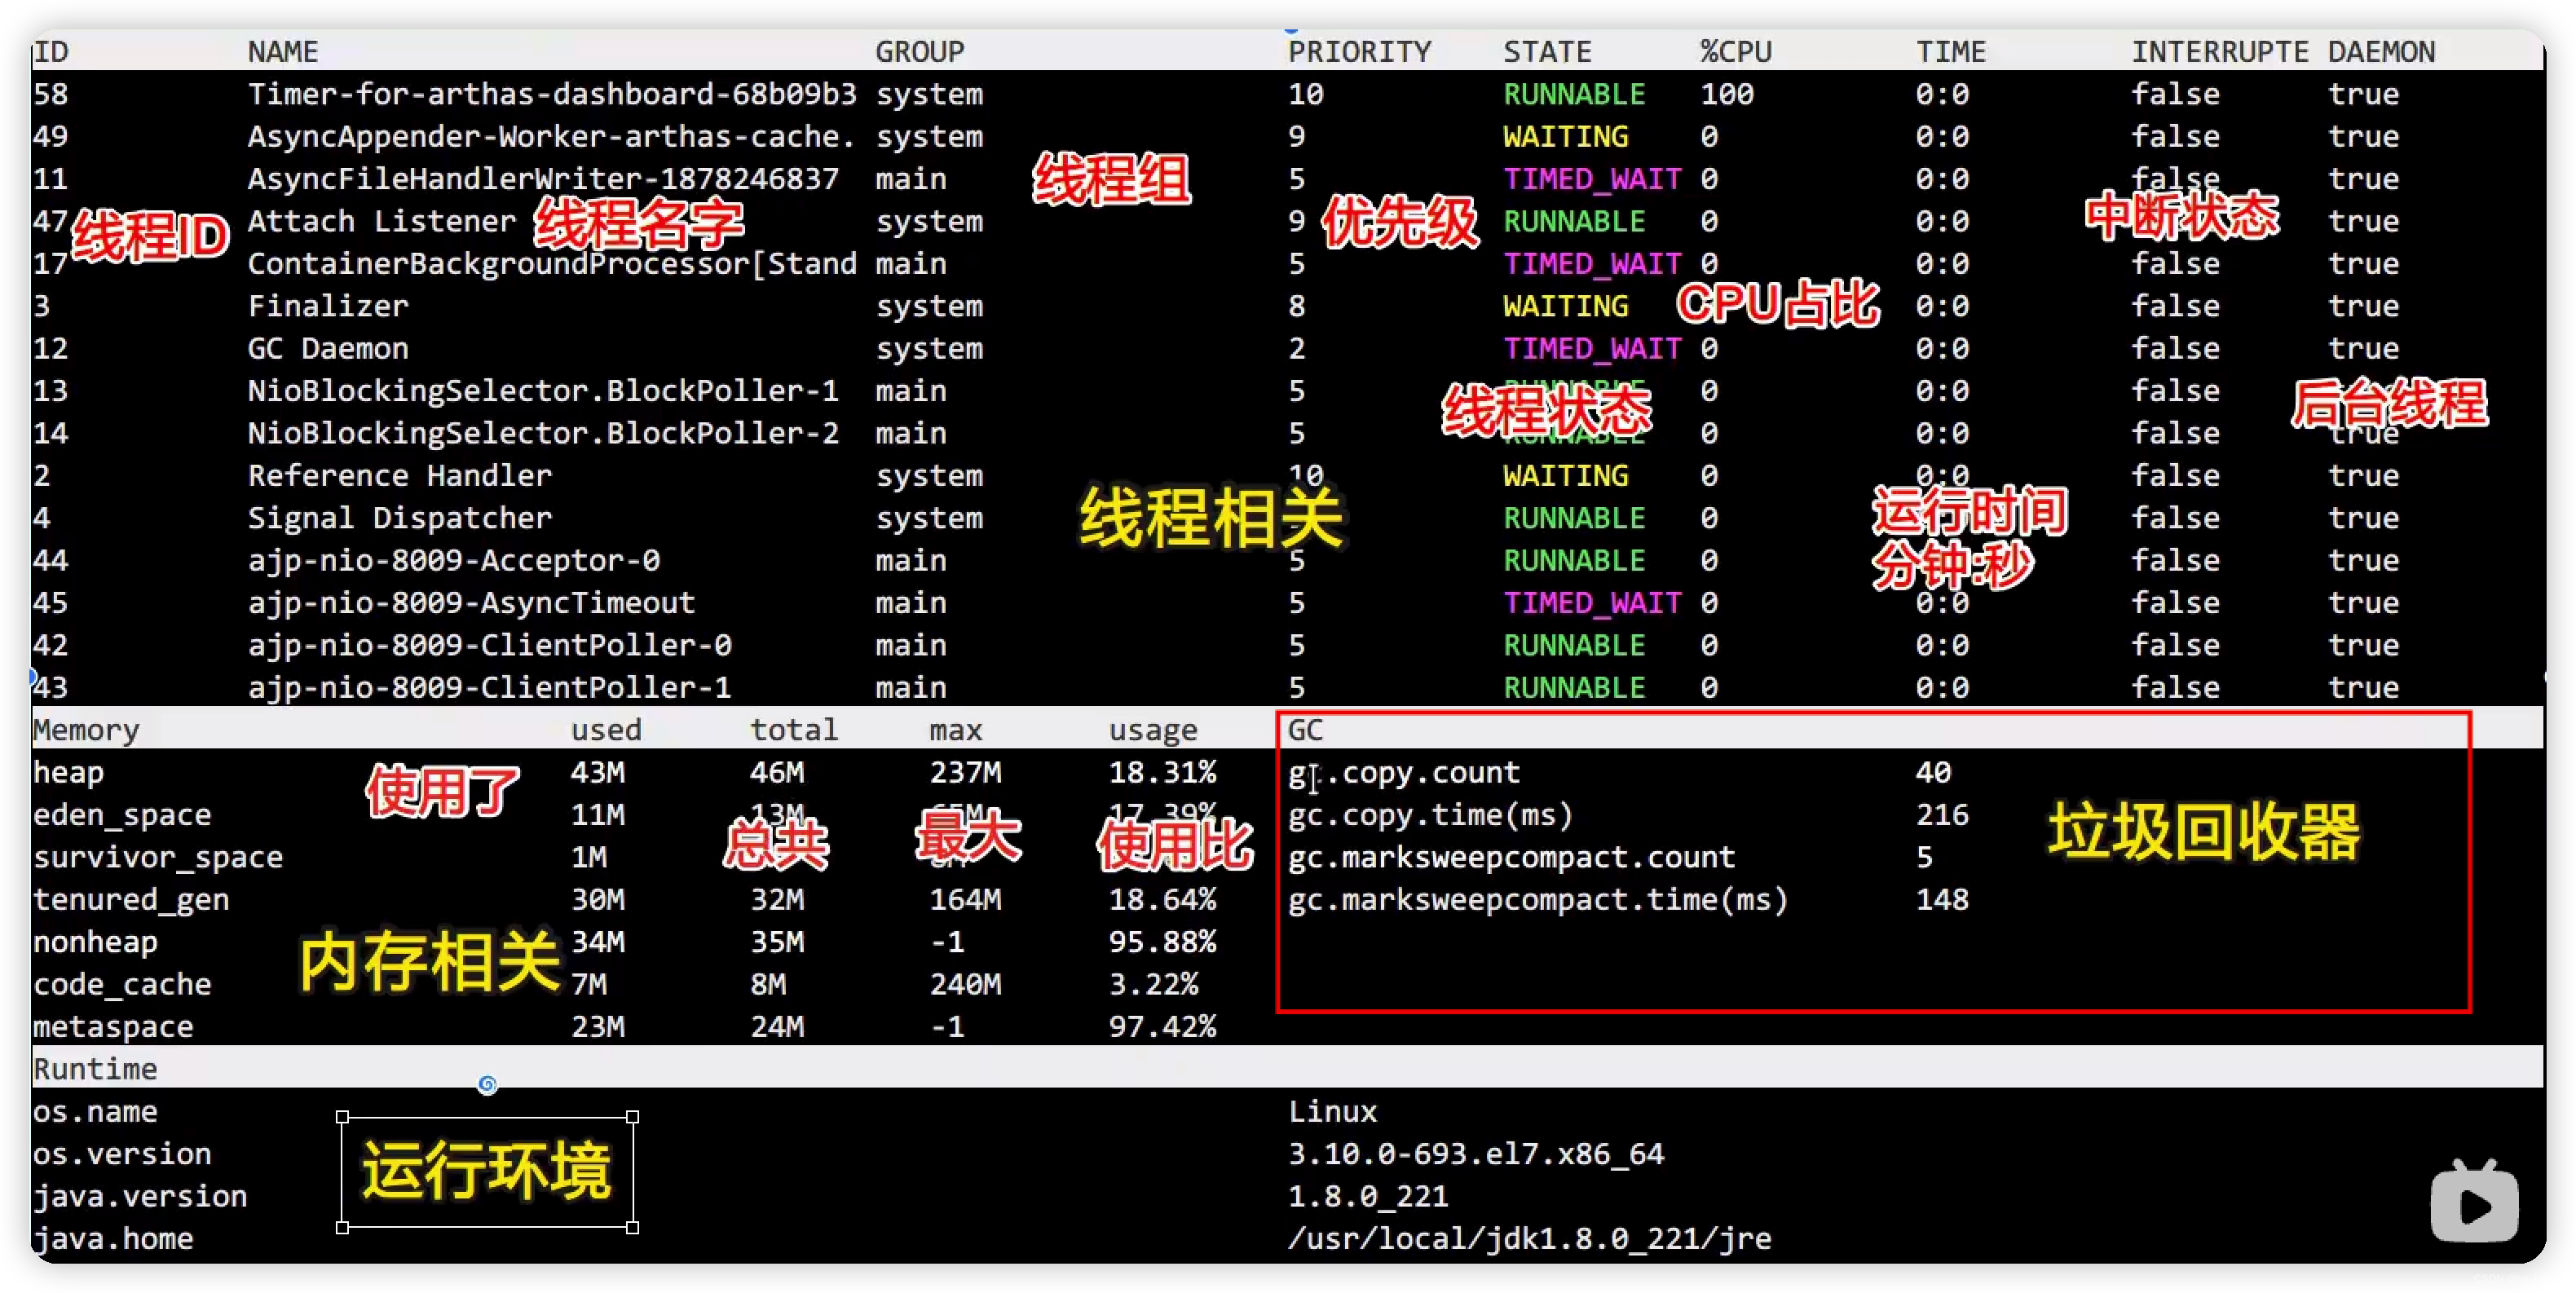 ID NAME GROUP PRIORITY STATE %CPU TIME INTERRUPTE DAEMON
58 Timer-for-arthas-dashboard-68b09b3 system 10 RUNNABLE 100 0:0 false true
49 AsyncAppender-Worker-arthas-cache. system 9 WAITING 0 0:0 false true
线程组
11 AsyncFileHandlerWriter-1878246837 main 5 TIMED_WAIT 0 0:0 false true
47 Attach Listener system 9 RUNNABLE 0 0:0 false true
线程ID 线程名字 优先级 中断状态
17 ContainerBackgroundProcessor[Stand main 5 TIMED_WAIT 0 0:0 false true
3 Finalizer system 8 WAITING 0:0 false true
CPU占比
12 GC Daemon system 2 TIMED_WAIT 0 0:0 false true
13 NioBlockingSelector.BlockPoller-1 main 5 RUNNABLE 0 0:0 false
线程状态 后台线程
14 NioBlockingSelector.BlockPoller-2 main 5 RUNNABLE 0 0:0 false true
2 Reference Handler system 10 WAITING 0 0:0 false true
4 Signal Dispatcher system RUNNABLE 0 false true
线程相关 运行时间
分钟:秒
44 ajp-nio-8009-Acceptor-0 main 5 RUNNABLE 0 false true
45 ajp-nio-8009-AsyncTimeout main 5 TIMED_WAIT 0 0:0 false true
42 ajp-nio-8009-ClientPoller-0 main 5 RUNNABLE 0 0:0 false true
43 ajp-nio-8009-ClientPoller-1 main 5 RUNNABLE 0 0:0 false true
Memory used total max usage GC
heap 43M 46M 237M 18.31% gc.copy.count 40
使用了
eden_space 11M 13M 65M 17.39% gc.copy.time(ms) 216
总共 最大 使用比 垃圾回收器
survivor_space 1M gc.marksweepcompact.count 5
tenured_gen 30M 32M 164M 18.64% gc.marksweepcompact.time(ms) 148
nonheap 34M 35M -1 95.88%
内存相关
code_cache 7M 8M 240M 3.22%
metaspace 23M 24M -1 97.42%
Runtime
os.name Linux
os.version 3.10.0-693.el7.x86_64
运行环境
java.version 1.8.0_221
java.home /usr/local/jdk1.8.0_221/jre